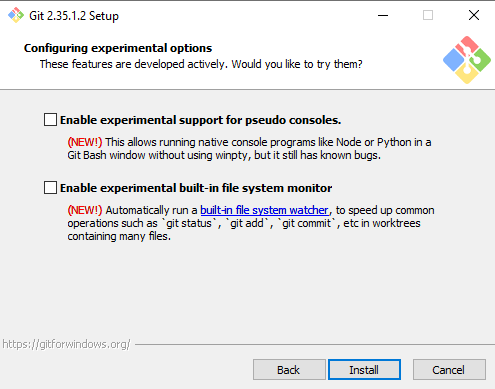 Git 2.35.1.2 Setup
Configuring experimental options
These features are developed actively. Would you like to try them?
Enable experimental support for pseudo consoles.
(NEW!) This allows running native console programs like Node or Python in a
Git Bash window without using winpty, but it still has known bugs.
Enable experimental built-in file system monitor
(NEW!) Automatically run a built-in file system watcher, to speed up common
operations such as `git status`, `git add`, `git commit`, etc in worktrees
containing many files.
https://gitforwindows.org/
Back
Install
Cancel